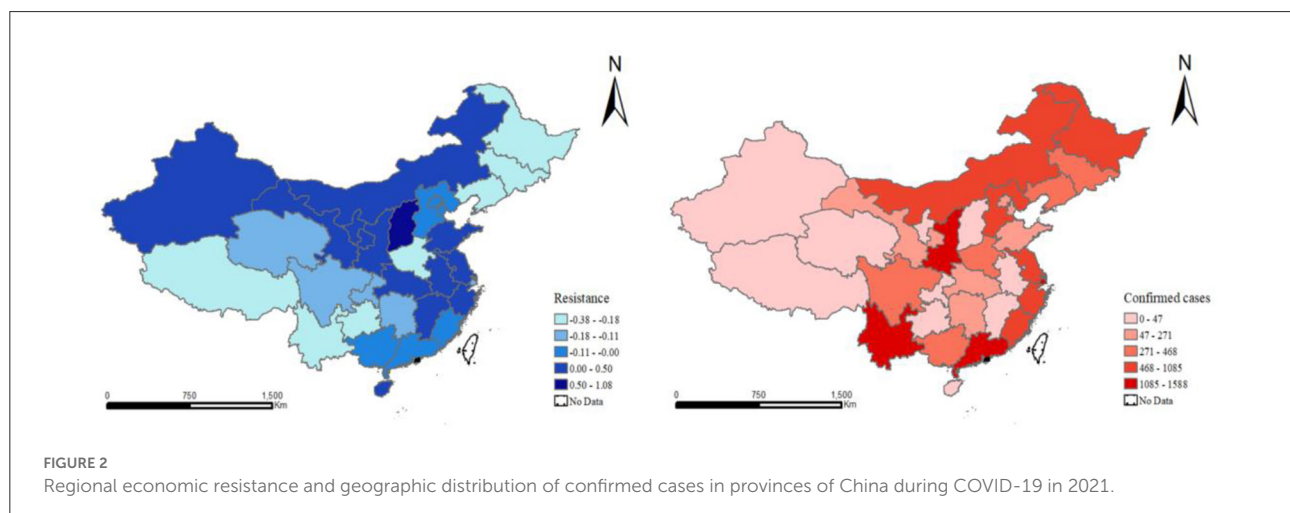 N
Resistance
-0.38 - -0.18
-0.18 - -0.11
-0.11 - -0.00
0.00 - 0.50
0.50 - 1.08
No Data
0 750 1,500
Km
N
Confirmed cases
0 - 47
47 - 271
271 - 468
468 - 1085
1085 - 1588
No Data
0 750 1,500
Km
FIGURE 2
Regional economic resistance and geographic distribution of confirmed cases in provinces of China during COVID-19 in 2021.